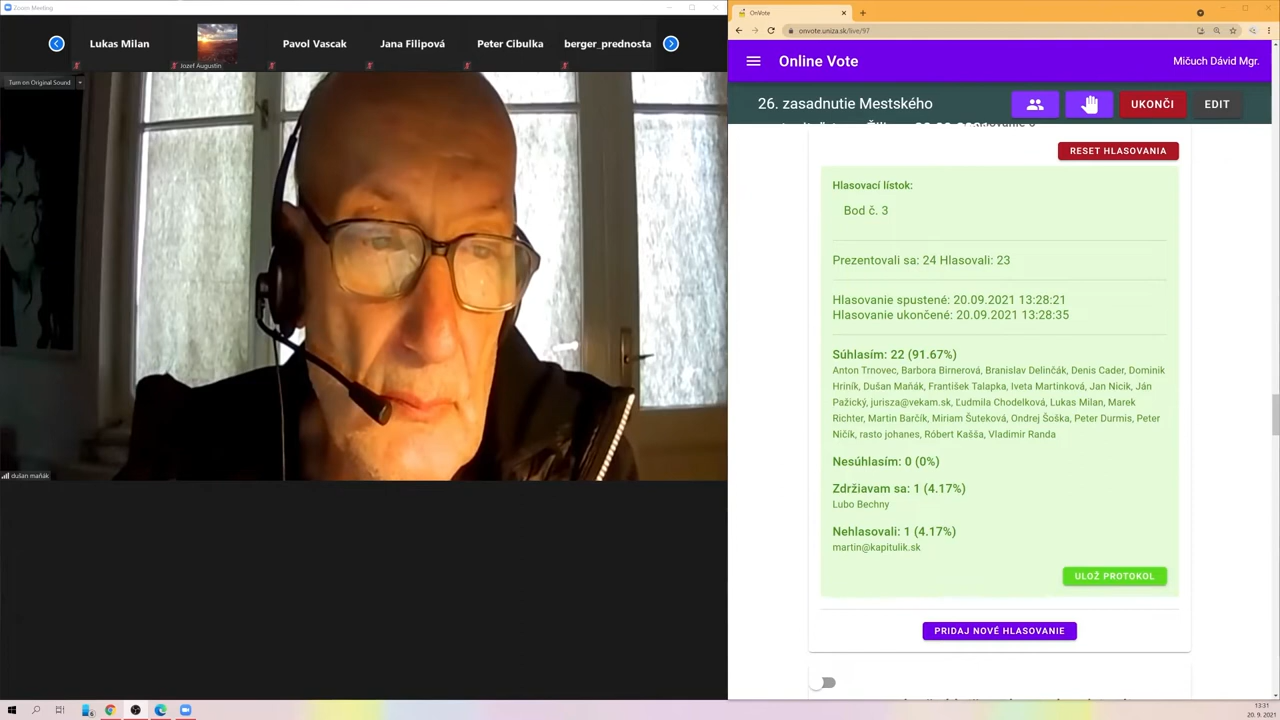 Zoom Meeting
Lukas Milan
Pavol Vascak
Jana Filipová
Peter Cibulka
berger_prednosta
Jozef Augustin
Turn on Original Sound
dušan maňák
OnVote
onvote.uniza.sk/live/97
Online Vote
Mičuch Dávid Mgr.
26. zasadnutie Mestského
UKONČI
EDIT
RESET HLASOVANIA
Hlasovací lístok:
Bod č. 3
Prezentovali sa: 24 Hlasovali: 23
Hlasovanie spustené: 20.09.2021 13:28:21
Hlasovanie ukončené: 20.09.2021 13:28:35
Súhlasím: 22 (91.67%)
Anton Trnovec, Barbora Birnerová, Branislav Delinčák, Denis Cader, Dominik
Hriník, Dušan Maňák, František Talapka, Iveta Martinková, Jan Nicik, Ján
Pažický, jurisza@vekam.sk, Ľudmila Chodelková, Lukas Milan, Marek
Richter, Martin Barčík, Miriam Šuteková, Ondrej Šoška, Peter Durmis, Peter
Ničík, rasto johanes, Róbert Kašša, Vladimir Randa
Nesúhlasím: 0 (0%)
Zdržiavam sa: 1 (4.17%)
Lubo Bechny
Nehlasovali: 1 (4.17%)
martin@kapitulik.sk
ULOŽ PROTOKOL
PRIDAJ NOVÉ HLASOVANIE
13:31
20. 9. 2021